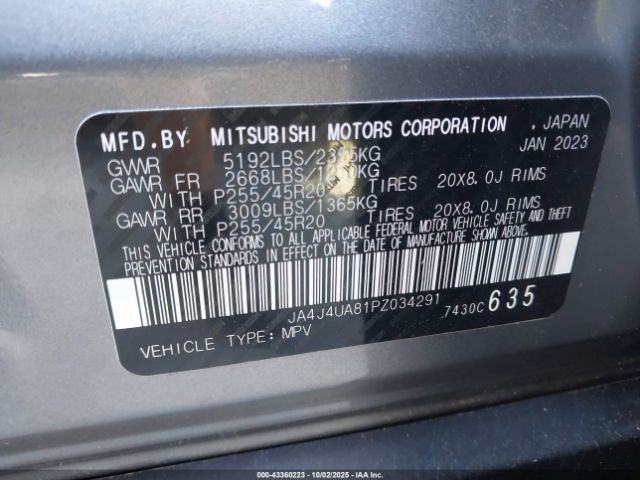 MFD.BY MITSUBISHI MOTORS CORPORATION , JAPAN
JAN 2023
GVWR 5192LBS/2355KG
GAWR FR 2668LBS/1210KG
WITH P255/45R20 TIRES 20X8.0J RIMS
GAWR RR 3009LBS/1365KG
WITH P255/45R20 TIRES 20X8.0J RIMS
THIS VEHICLE CONFORMS TO ALL APPLICABLE FEDERAL MOTOR VEHICLE SAFETY AND THEFT
PREVENTION STANDARDS IN EFFECT ON THE DATE OF MANUFACTURE SHOWN ABOVE.
JA4J4UA81PZ034291
7430C 635
VEHICLE TYPE: MPV
000-43360223 - 10/02/2025 - IAAI.com